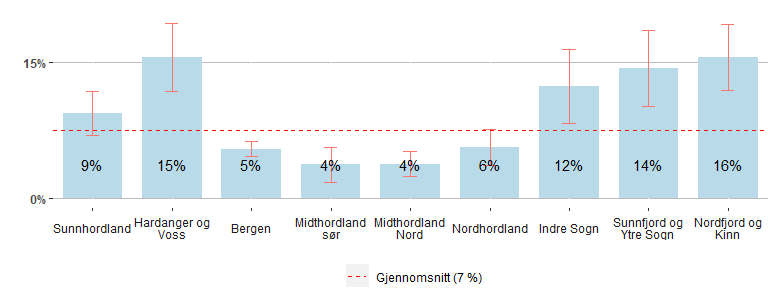 15%
0%
9%
15%
5%
4%
4%
6%
12%
14%
16%
Sunnhordland
Hardanger og
Voss
Bergen
Midthordland
sør
Midthordland
Nord
Nordhordland
Indre Sogn
Sunnfjord og
Ytre Sogn
Nordfjord og
Kinn
Gjennomsnitt (7 %)